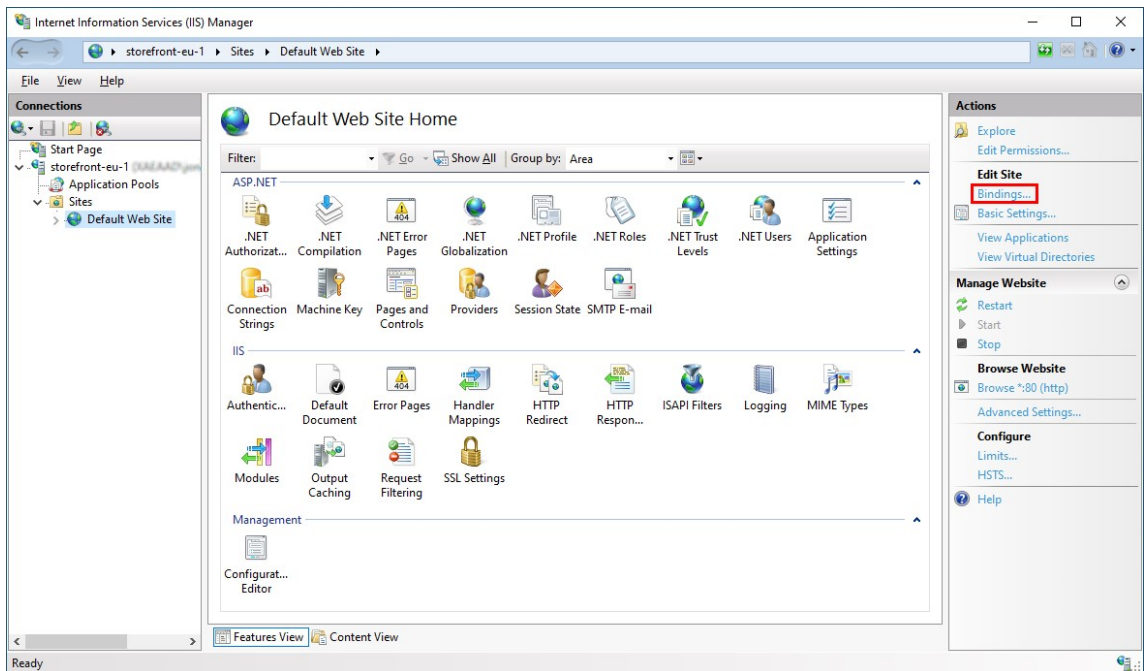 Internet Information Services (IIS) Manager
storefront-eu-1 Sites Default Web Site
File View Help
Connections
Start Page
storefront-eu-1
Application Pools
Sites
Default Web Site
Default Web Site Home
Filter: Go Show All Group by: Area
ASP.NET
.NET Authorizat...
.NET Compilation
.NET Error Pages
.NET Globalization
.NET Profile
.NET Roles
.NET Trust Levels
.NET Users
Application Settings
Connection Strings
Machine Key
Pages and Controls
Providers
Session State
SMTP E-mail
IIS
Authentic...
Default Document
Error Pages
Handler Mappings
HTTP Redirect
HTTP Respon...
ISAPI Filters
Logging
MIME Types
Modules
Output Caching
Request Filtering
SSL Settings
Management
Configurat... Editor
Features View Content View
Ready
Actions
Explore
Edit Permissions...
Edit Site
Bindings...
Basic Settings...
View Applications
View Virtual Directories
Manage Website
Restart
Start
Stop
Browse Website
Browse *:80 (http)
Advanced Settings...
Configure
Limits...
HSTS...
Help